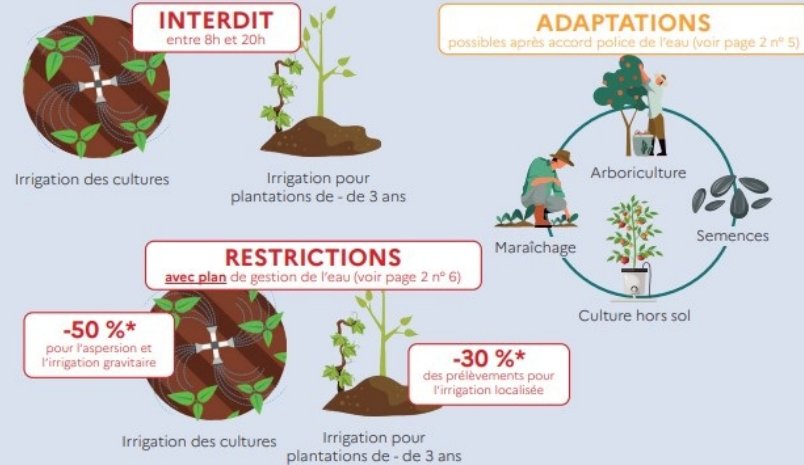 INTERDIT
entre 8h et 20h
Irrigation des cultures
Irrigation pour
plantations de - de 3 ans
ADAPTATIONS
possibles après accord police de l'eau (voir page 2 n° 5)
Arboriculture
Maraîchage
Semences
Culture hors sol
RESTRICTIONS
avec plan de gestion de l'eau (voir page 2 n° 6)
-50 %*
pour l'aspersion et
l'irrigation gravitaire
-30 %*
des prélèvements pour
l'irrigation localisée
Irrigation des cultures
Irrigation pour
plantations de - de 3 ans